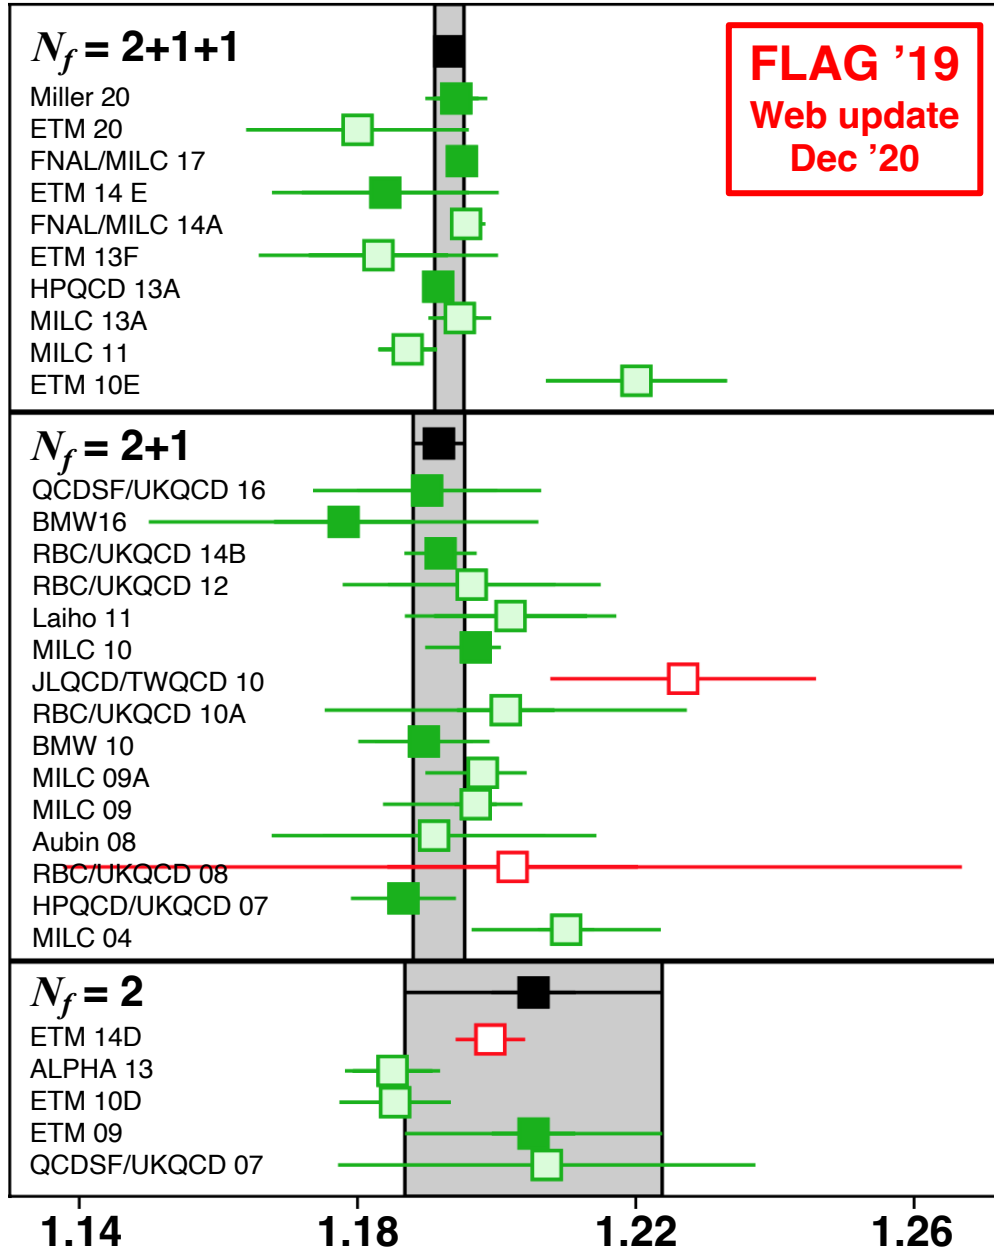 N_f = 2+1+1
FLAG ’19
Web update
Dec ’20
Miller 20
ETM 20
FNAL/MILC 17
ETM 14 E
FNAL/MILC 14A
ETM 13F
HPQCD 13A
MILC 13A
MILC 11
ETM 10E
N_f = 2+1
QCDSF/UKQCD 16
BMW16
RBC/UKQCD 14B
RBC/UKQCD 12
Laiho 11
MILC 10
JLQCD/TWQCD 10
RBC/UKQCD 10A
BMW 10
MILC 09A
MILC 09
Aubin 08
RBC/UKQCD 08
HPQCD/UKQCD 07
MILC 04
N_f = 2
ETM 14D
ALPHA 13
ETM 10D
ETM 09
QCDSF/UKQCD 07
1.14 1.18 1.22 1.26